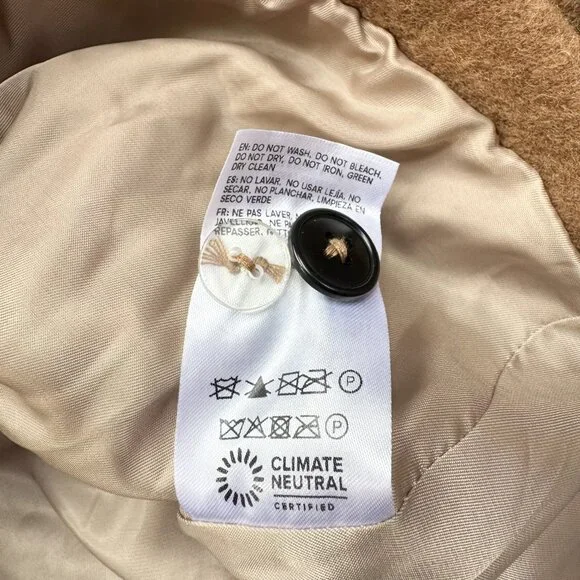 EN: DO NOT WASH, DO NOT BLEACH,
DO NOT DRY, DO NOT IRON, GREEN
DRY CLEAN
ES: NO LAVAR, NO USAR LEJÍA, NO
SECAR, NO PLANCHAR, LIMPIEZA EN
SECO VERDE
FR: NE PAS LAVER,
JAVELLISER, NE
REPASSER,
P
P
CLIMATE
NEUTRAL
CERTIFIED